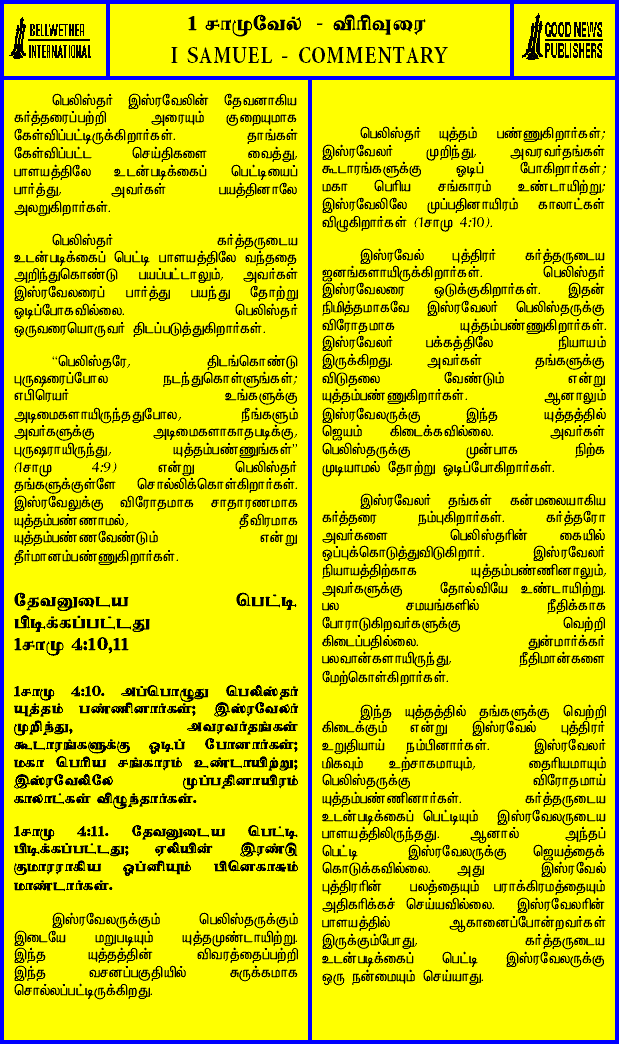 BELLWETHER
INTERNATIONAL
1 சாமுவேல் - விரிவுரை
I SAMUEL - COMMENTARY
GOOD NEWS
PUBLISHERS
பெலிஸ்தர் இஸ்ரவேலின் தேவனாகிய
கர்த்தரைப்பற்றி அரையும் குறையுமாக
கேள்விப்பட்டிருக்கிறார்கள். தாங்கள்
கேள்விப்பட்ட செய்திகளை வைத்து,
பாளயத்திலே உடன்படிக்கைப் பெட்டியைப்
பார்த்து, அவர்கள் பயத்தினாலே
அலறுகிறார்கள்.
பெலிஸ்தர் கர்த்தருடைய
உடன்படிக்கைப் பெட்டி பாளயத்திலே வந்ததை
அறிந்துகொண்டு பயப்பட்டாலும், அவர்கள்
இஸ்ரவேலரைப் பார்த்து பயந்து தோற்று
ஓடிப்போகவில்லை. பெலிஸ்தர்
ஒருவரையொருவர் திடப்படுத்துகிறார்கள்.
“பெலிஸ்தரே, திடங்கொண்டு
புருஷரைப்போல நடந்துகொள்ளுங்கள்;
எபிரெயர் உங்களுக்கு
அடிமைகளாயிருந்ததுபோல, நீங்களும்
அவர்களுக்கு அடிமைகளாகாதபடிக்கு,
புருஷராயிருந்து, யுத்தம்பண்ணுங்கள்”
(1சாமு 4:9) என்று பெலிஸ்தர்
தங்களுக்குள்ளே சொல்லிக்கொள்கிறார்கள்.
இஸ்ரவேலுக்கு விரோதமாக சாதாரணமாக
யுத்தம்பண்ணாமல், தீவிரமாக
யுத்தம்பண்ணவேண்டும் என்று
தீர்மானம்பண்ணுகிறார்கள்.
தேவனுடைய பெட்டி
பிடிக்கப்பட்டது
1சாமு 4:10,11
1சாமு 4:10. அப்பொழுது பெலிஸ்தர்
யுத்தம் பண்ணினார்கள்; இஸ்ரவேலர்
முறிந்து, அவரவர்தங்கள்
கூடாரங்களுக்கு ஓடிப் போனார்கள்;
மகா பெரிய சங்காரம் உண்டாயிற்று;
இஸ்ரவேலிலே முப்பதினாயிரம்
காலாட்கள் விழுந்தார்கள்.
1சாமு 4:11. தேவனுடைய பெட்டி
பிடிக்கப்பட்டது; ஏலியின் இரண்டு
குமாரராகிய ஒப்னியும் பினெகாசும்
மாண்டார்கள்.
இஸ்ரவேலருக்கும் பெலிஸ்தருக்கும்
இடையே மறுபடியும் யுத்தமுண்டாயிற்று.
இந்த யுத்தத்தின் விவரத்தைப்பற்றி
இந்த வசனப்பகுதியில் சுருக்கமாக
சொல்லப்பட்டிருக்கிறது.
பெலிஸ்தர் யுத்தம் பண்ணுகிறார்கள்;
இஸ்ரவேலர் முறிந்து, அவரவர்தங்கள்
கூடாரங்களுக்கு ஓடிப் போகிறார்கள்;
மகா பெரிய சங்காரம் உண்டாயிற்று;
இஸ்ரவேலிலே முப்பதினாயிரம் காலாட்கள்
விழுகிறார்கள் (1சாமு 4:10).
இஸ்ரவேல் புத்திரர் கர்த்தருடைய
ஜனங்களாயிருக்கிறார்கள். பெலிஸ்தர்
இஸ்ரவேலரை ஒடுக்குகிறார்கள். இதன்
நிமித்தமாகவே இஸ்ரவேலர் பெலிஸ்தருக்கு
விரோதமாக யுத்தம்பண்ணுகிறார்கள்.
இஸ்ரவேலர் பக்கத்திலே நியாயம்
இருக்கிறது. அவர்கள் தங்களுக்கு
விடுதலை வேண்டும் என்று
யுத்தம்பண்ணுகிறார்கள். ஆனாலும்
இஸ்ரவேலருக்கு இந்த யுத்தத்தில்
ஜெயம் கிடைக்கவில்லை. அவர்கள்
பெலிஸ்தருக்கு முன்பாக நிற்க
முடியாமல் தோற்று ஓடிப்போகிறார்கள்.
இஸ்ரவேலர் தங்கள் கன்மலையாகிய
கர்த்தரை நம்புகிறார்கள். கர்த்தரோ
அவர்களை பெலிஸ்தரின் கையில்
ஒப்புக்கொடுத்துவிடுகிறார். இஸ்ரவேலர்
நியாயத்திற்காக யுத்தம்பண்ணினாலும்,
அவர்களுக்கு தோல்வியே உண்டாயிற்று.
பல சமயங்களில் நீதிக்காக
போராடுகிறவர்களுக்கு வெற்றி
கிடைப்பதில்லை. துன்மார்க்கர்
பலவான்களாயிருந்து, நீதிமான்களை
மேற்கொள்கிறார்கள்.
இந்த யுத்தத்தில் தங்களுக்கு வெற்றி
கிடைக்கும் என்று இஸ்ரவேல் புத்திரர்
உறுதியாய் நம்பினார்கள். இஸ்ரவேலர்
மிகவும் உற்சாகமாயும், தைரியமாயும்
பெலிஸ்தருக்கு விரோதமாய்
யுத்தம்பண்ணினார்கள். கர்த்தருடைய
உடன்படிக்கைப் பெட்டியும் இஸ்ரவேலருடைய
பாளயத்திலிருந்தது. ஆனால் அந்தப்
பெட்டி இஸ்ரவேலருக்கு ஜெயத்தைக்
கொடுக்கவில்லை. அது இஸ்ரவேல்
புத்திரரின் பலத்தையும் பராக்கிரமத்தையும்
அதிகரிக்கச் செய்யவில்லை. இஸ்ரவேலரின்
பாளயத்தில் ஆகானைப்போன்றவர்கள்
இருக்கும்போது, கர்த்தருடைய
உடன்படிக்கைப் பெட்டி இஸ்ரவேலருக்கு
ஒரு நன்மையும் செய்யாது.